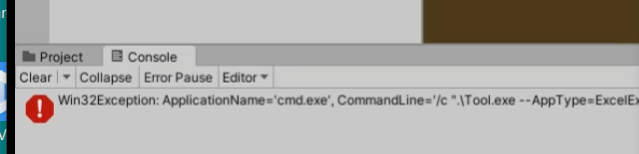 Project Console
Clear Collapse Error Pause Editor
Win32Exception: ApplicationName='cmd.exe', CommandLine='/c ".\Tool.exe --AppType=ExcelEx